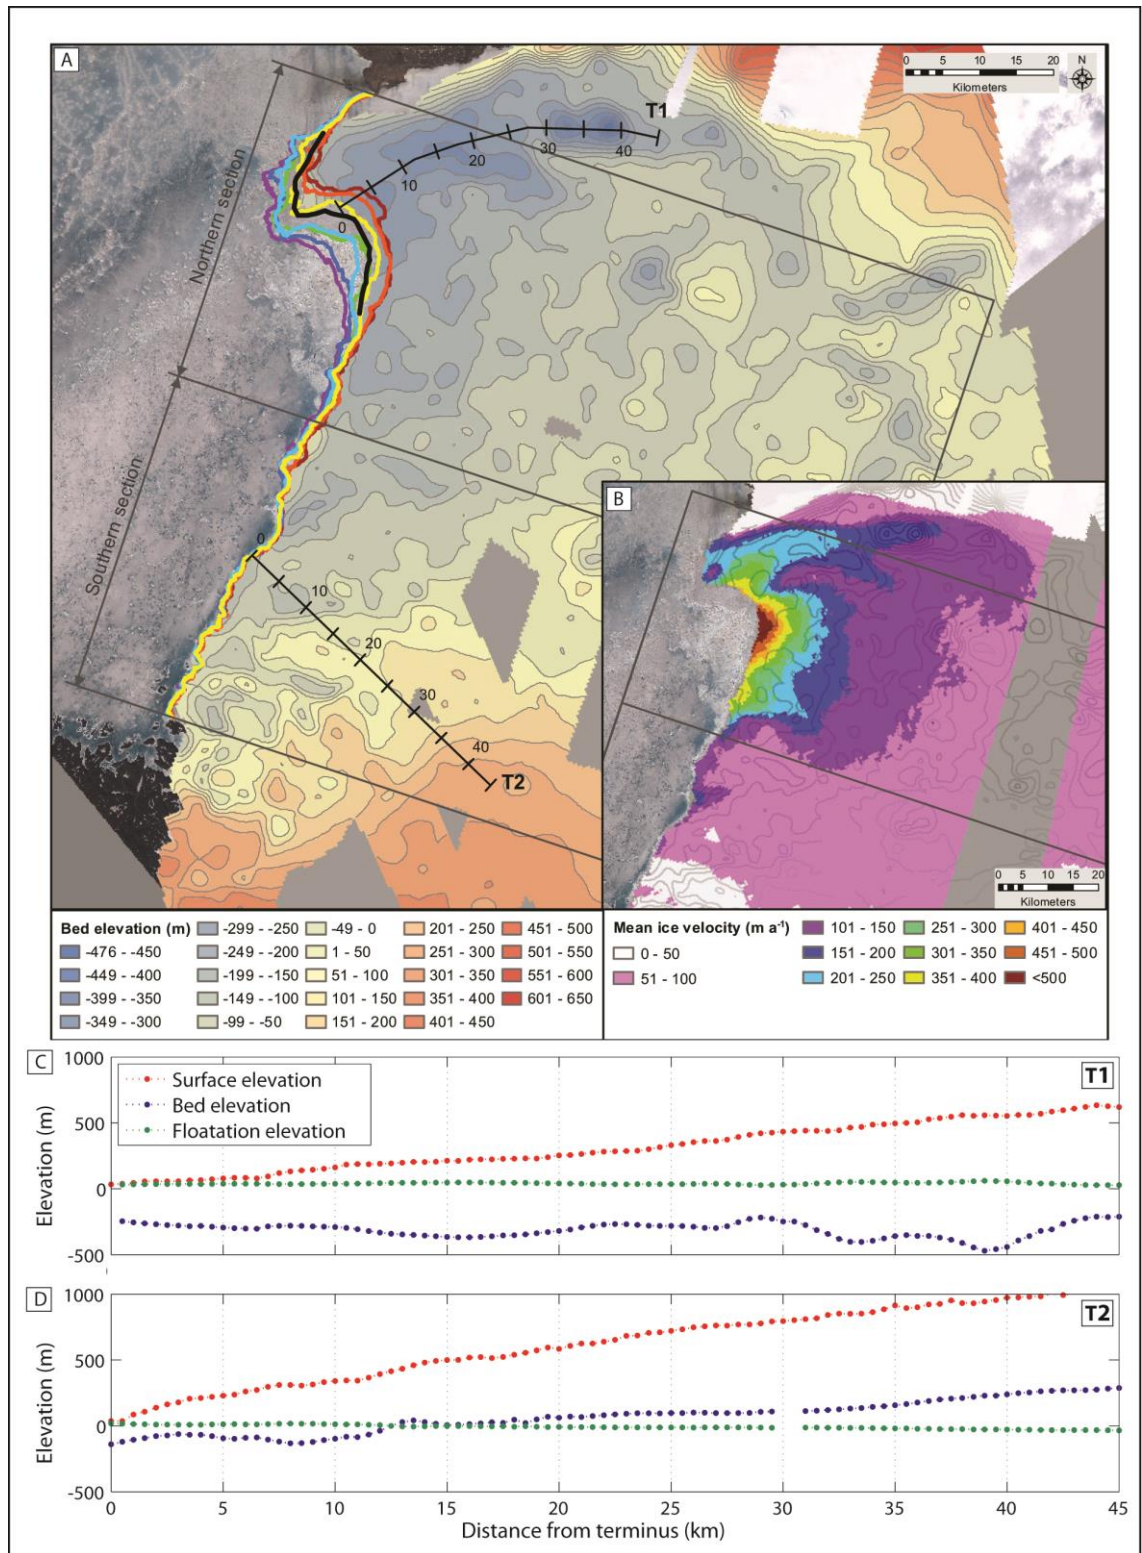 A
0 5 10 15 20
Kilometers
N
T1
0
10
20
30
40
Northern section
Southern section
0
10
20
30
40
T2
B
0 5 10 15 20
Kilometers
Bed elevation (m)
-476 - -450
-449 - -400
-399 - -350
-349 - -300
-299 - -250
-249 - -200
-199 - -150
-149 - -100
-99 - -50
-49 - 0
1 - 50
51 - 100
101 - 150
151 - 200
201 - 250
251 - 300
301 - 350
351 - 400
401 - 450
451 - 500
501 - 550
551 - 600
601 - 650
Mean ice velocity (m a-1)
0 - 50
51 - 100
101 - 150
151 - 200
201 - 250
251 - 300
301 - 350
351 - 400
401 - 450
451 - 500
<500
C
T1
Surface elevation
Bed elevation
Floatation elevation
Elevation (m)
1000
500
0
-500
D
T2
Elevation (m)
1000
500
0
-500
0 5 10 15 20 25 30 35 40 45
Distance from terminus (km)